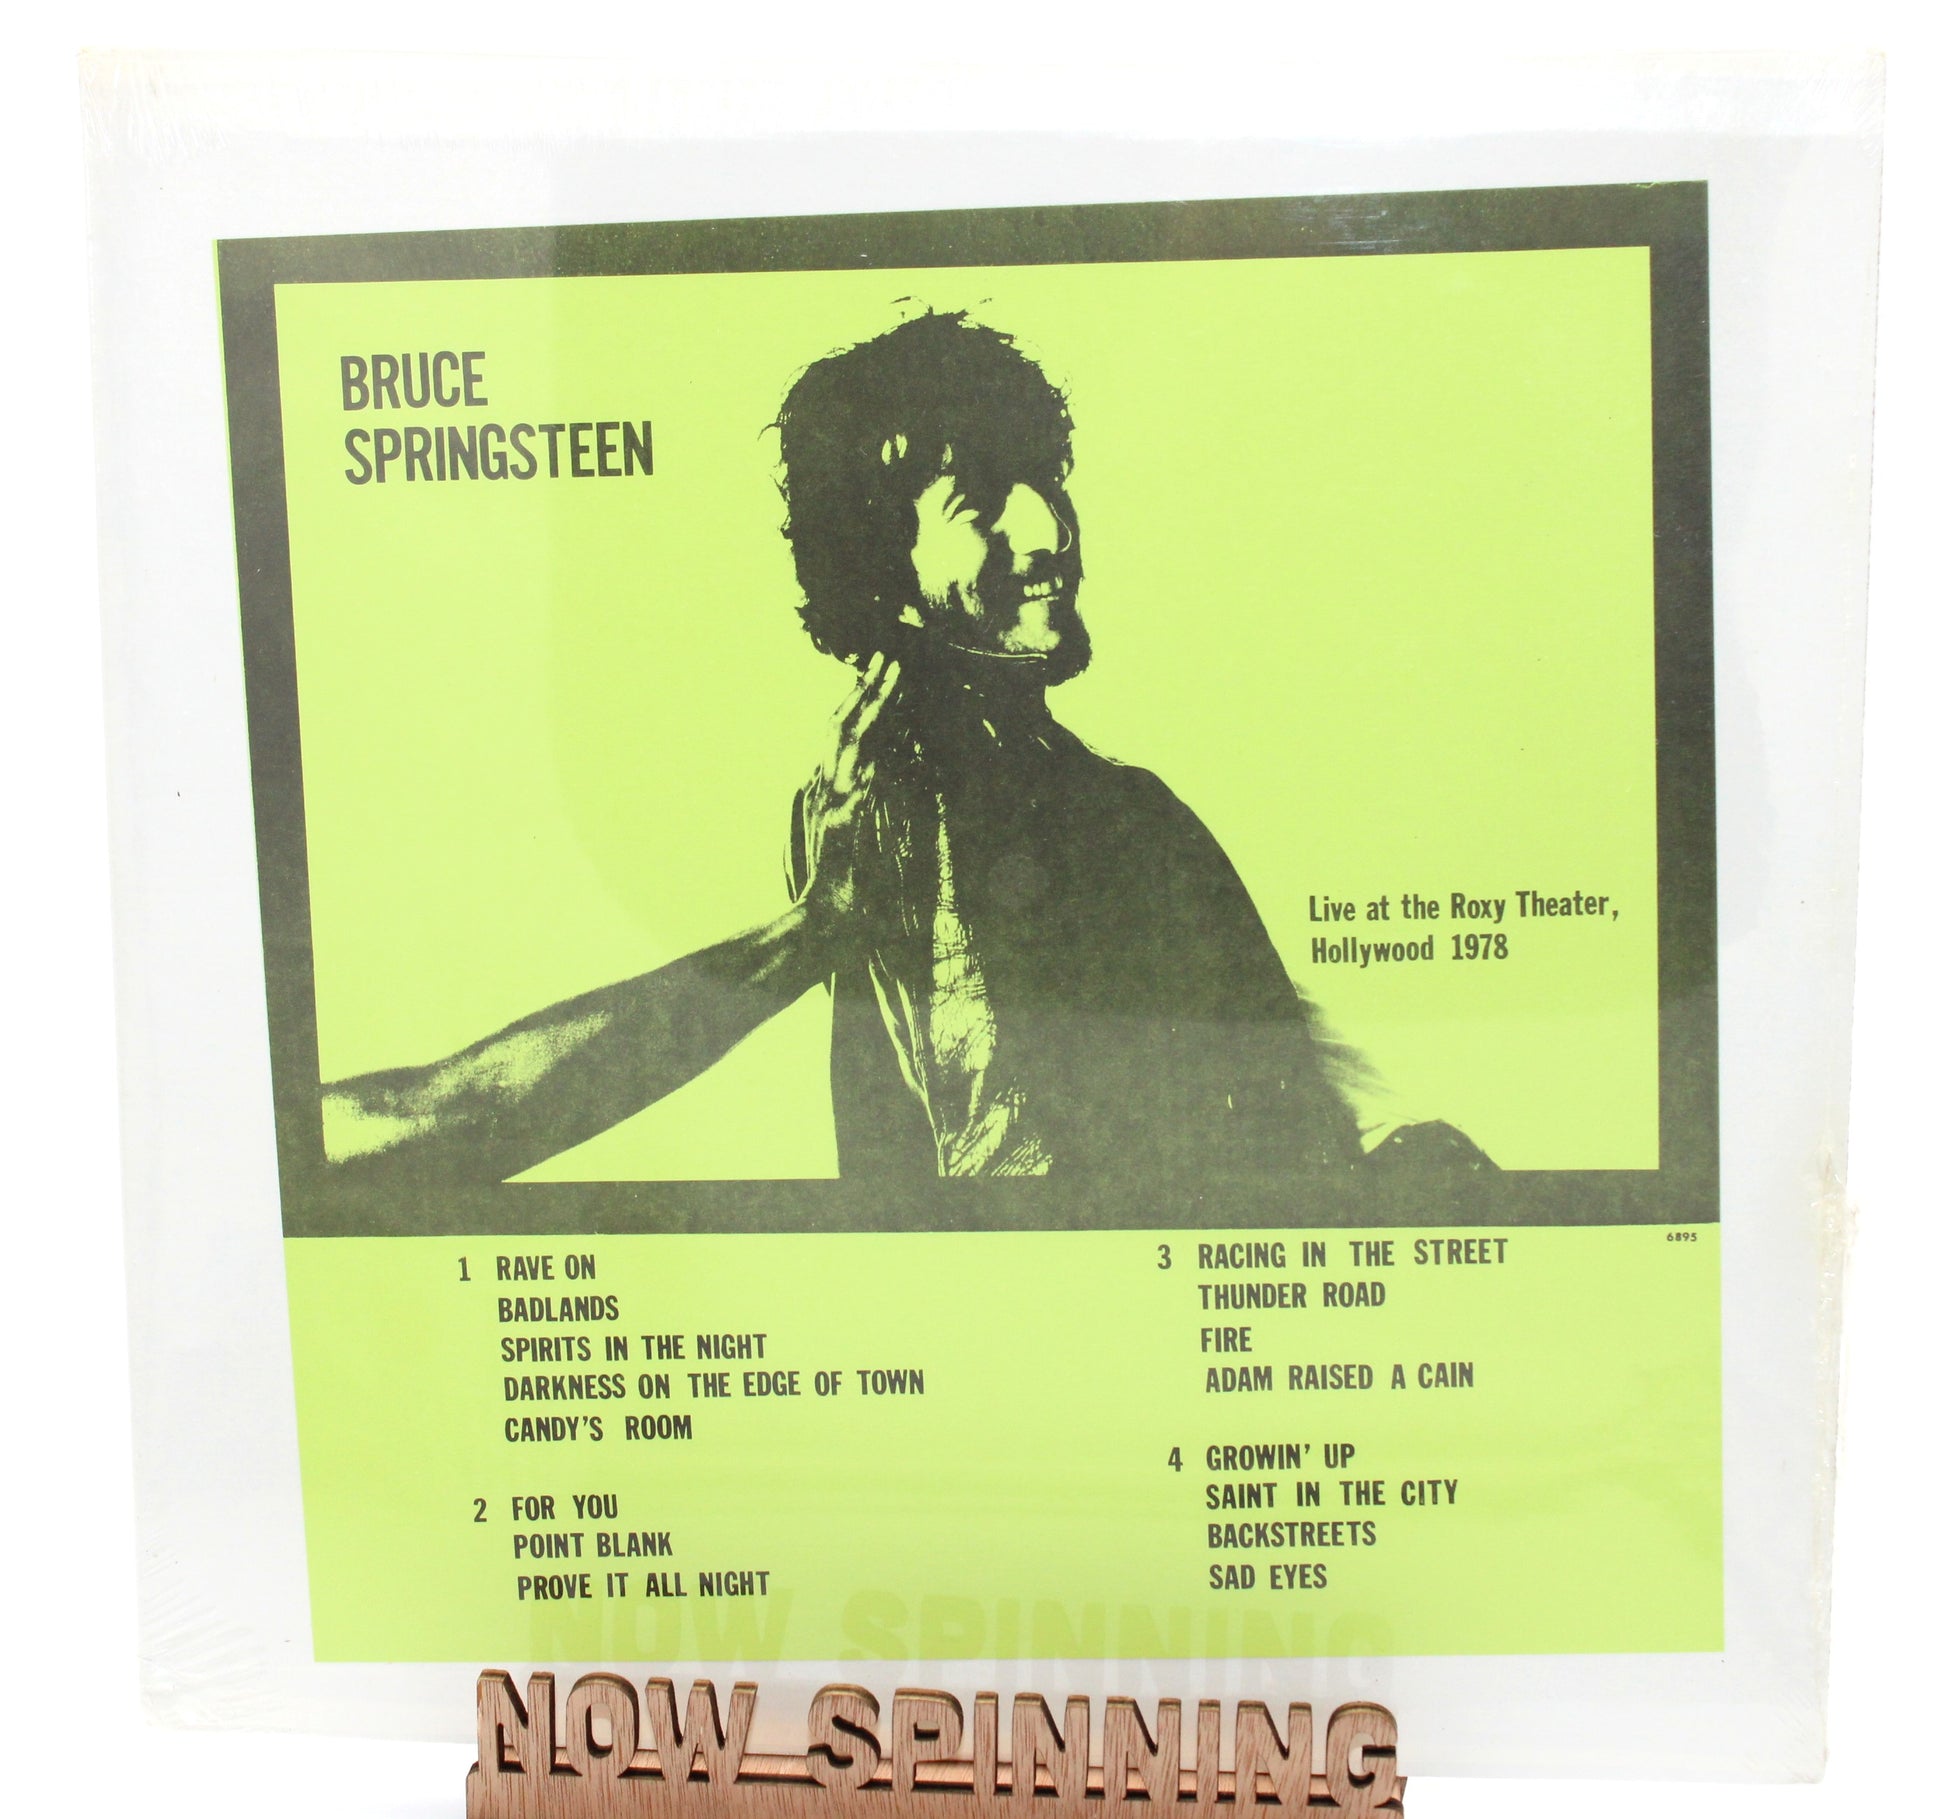 BRUCE
SPRINGSTEEN
Live at the Roxy Theater,
Hollywood 1978
6895
1 RAVE ON
BADLANDS
SPIRITS IN THE NIGHT
DARKNESS ON THE EDGE OF TOWN
CANDY'S ROOM
2 FOR YOU
POINT BLANK
PROVE IT ALL NIGHT
3 RACING IN THE STREET
THUNDER ROAD
FIRE
ADAM RAISED A CAIN
4 GROWIN' UP
SAINT IN THE CITY
BACKSTREETS
SAD EYES
NOW SPINNING